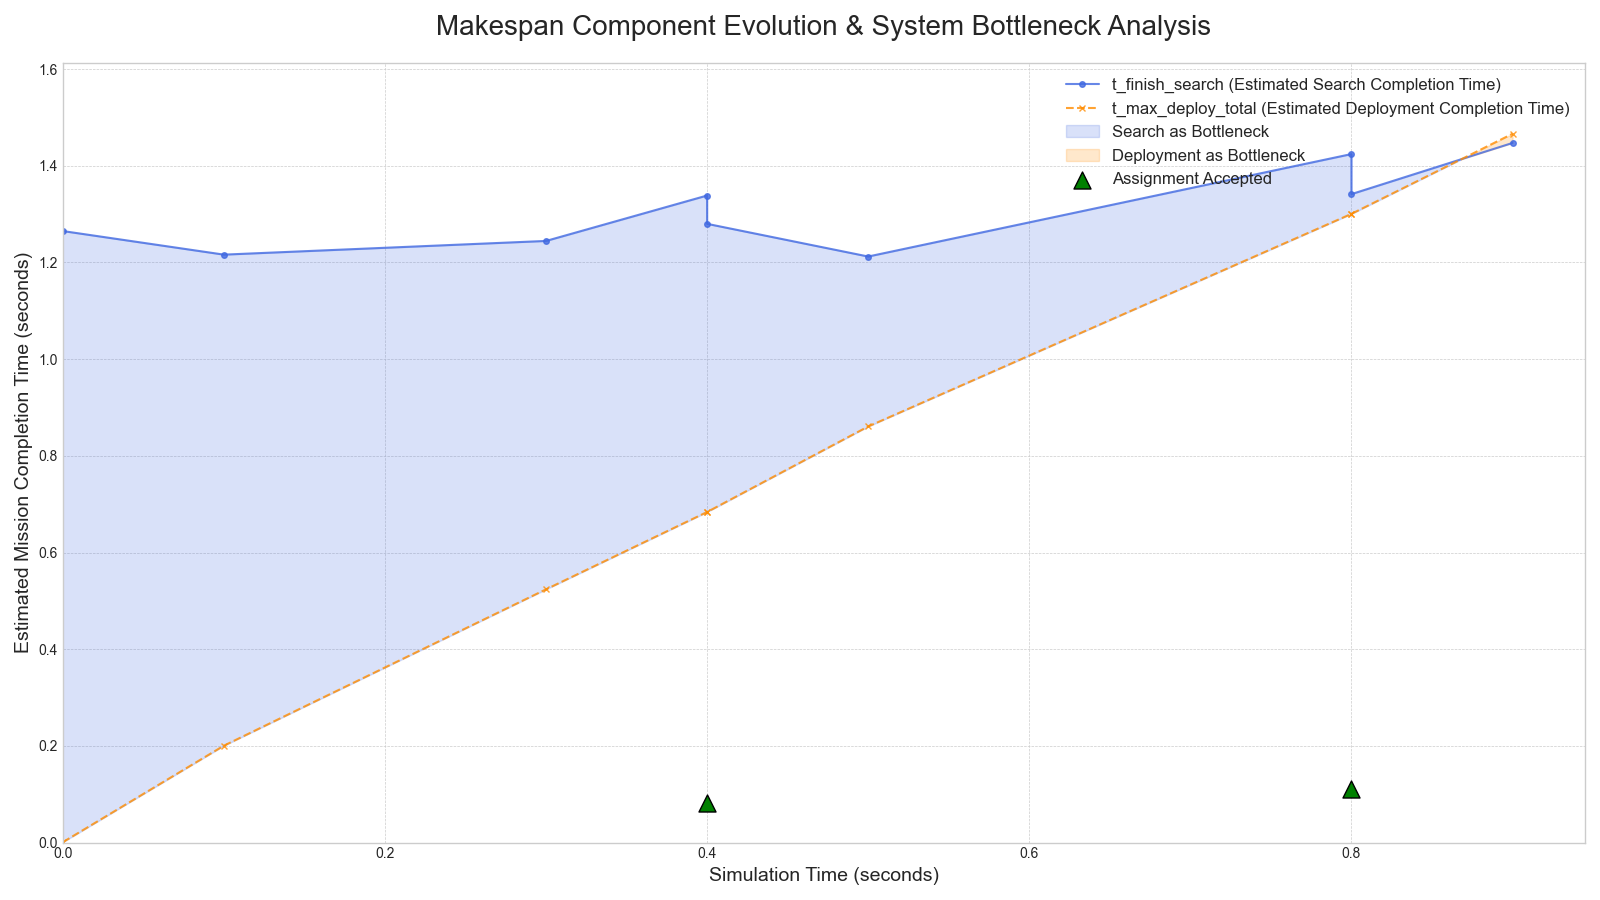 Makespan Component Evolution & System Bottleneck Analysis
t_finish_search (Estimated Search Completion Time)
t_max_deploy_total (Estimated Deployment Completion Time)
Search as Bottleneck
Deployment as Bottleneck
Assignment Accepted
Estimated Mission Completion Time (seconds)
1.6
1.4
1.2
1.0
0.8
0.6
0.4
0.2
0.0
0.0
0.2
0.4
0.6
0.8
Simulation Time (seconds)